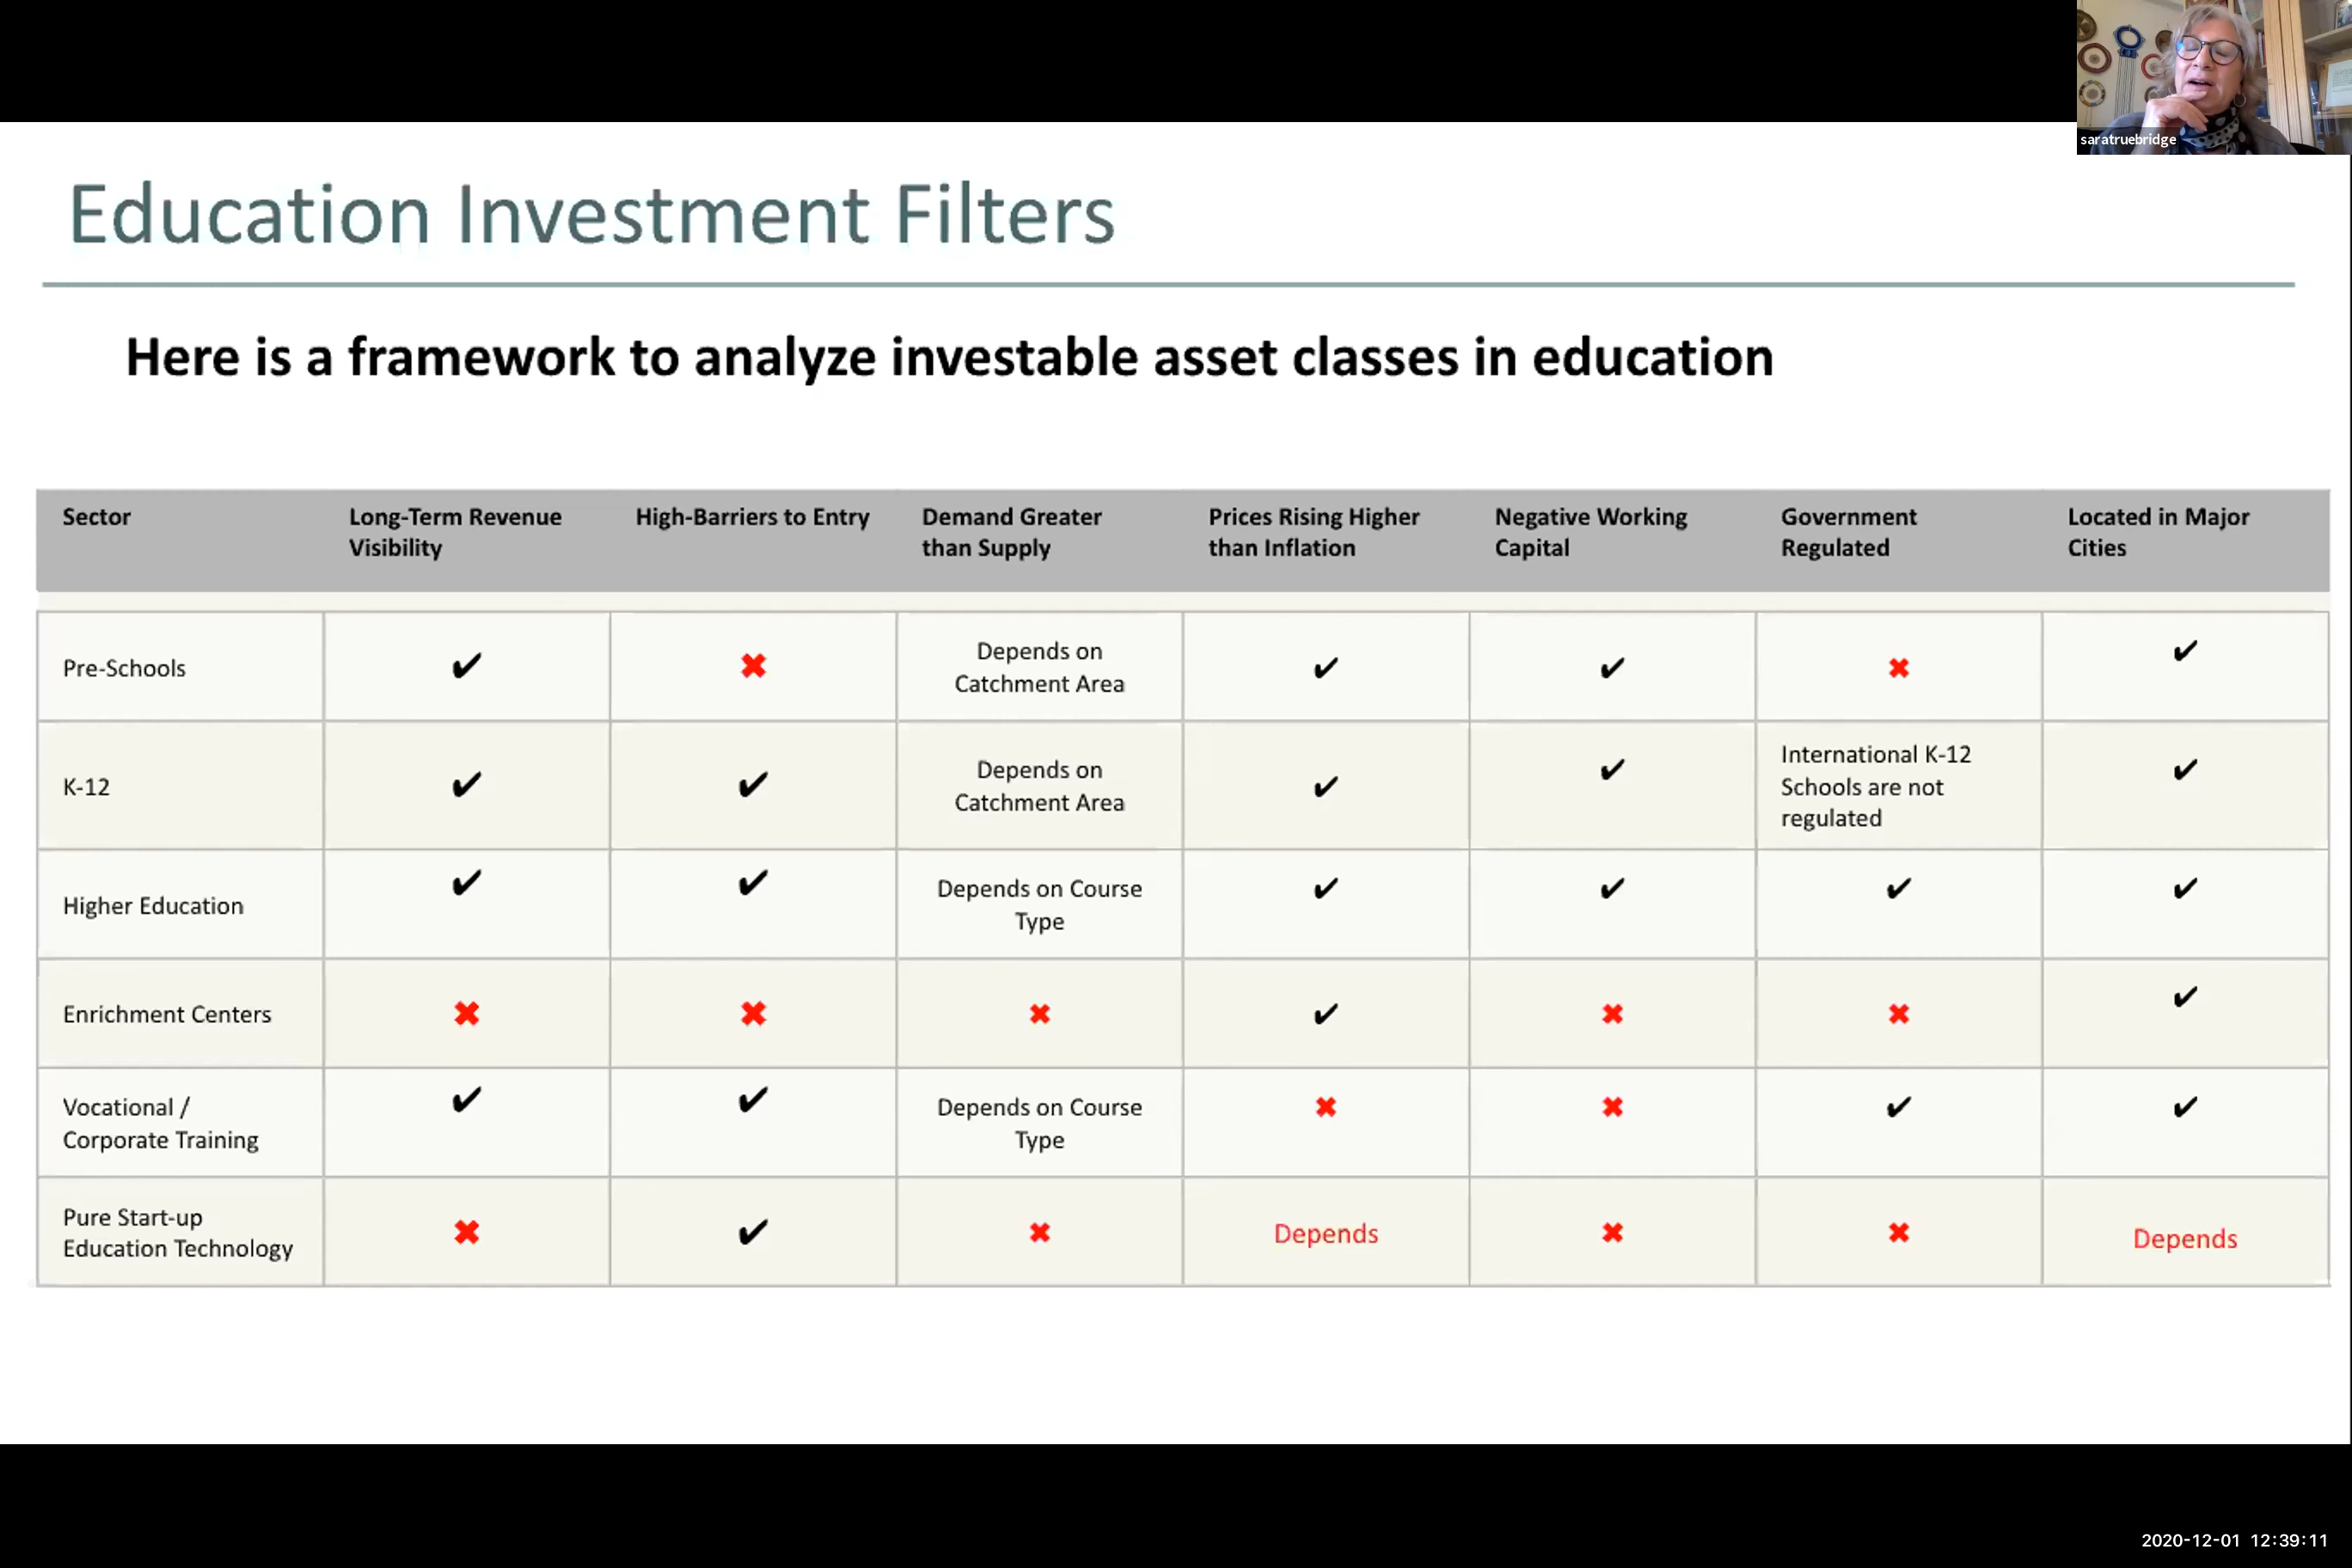 saratruebridge
Education Investment Filters
Here is a framework to analyze investable asset classes in education
Sector
Long-Term Revenue
Visibility
High-Barriers to Entry
Demand Greater
than Supply
Prices Rising Higher
than Inflation
Negative Working
Capital
Government
Regulated
Located in Major
Cities
Pre-Schools
✔
✖
Depends on
Catchment Area
✔
✔
✖
✔
K-12
✔
✔
Depends on
Catchment Area
✔
✔
International K-12
Schools are not
regulated
✔
Higher Education
✔
✔
Depends on Course
Type
✔
✔
✔
✔
Enrichment Centers
✖
✖
✖
✔
✖
✖
✔
Vocational /
Corporate Training
✔
✔
Depends on Course
Type
✖
✖
✔
✔
Pure Start-up
Education Technology
✖
✔
✖
Depends
✖
✖
Depends
2020-12-01 12:39:11